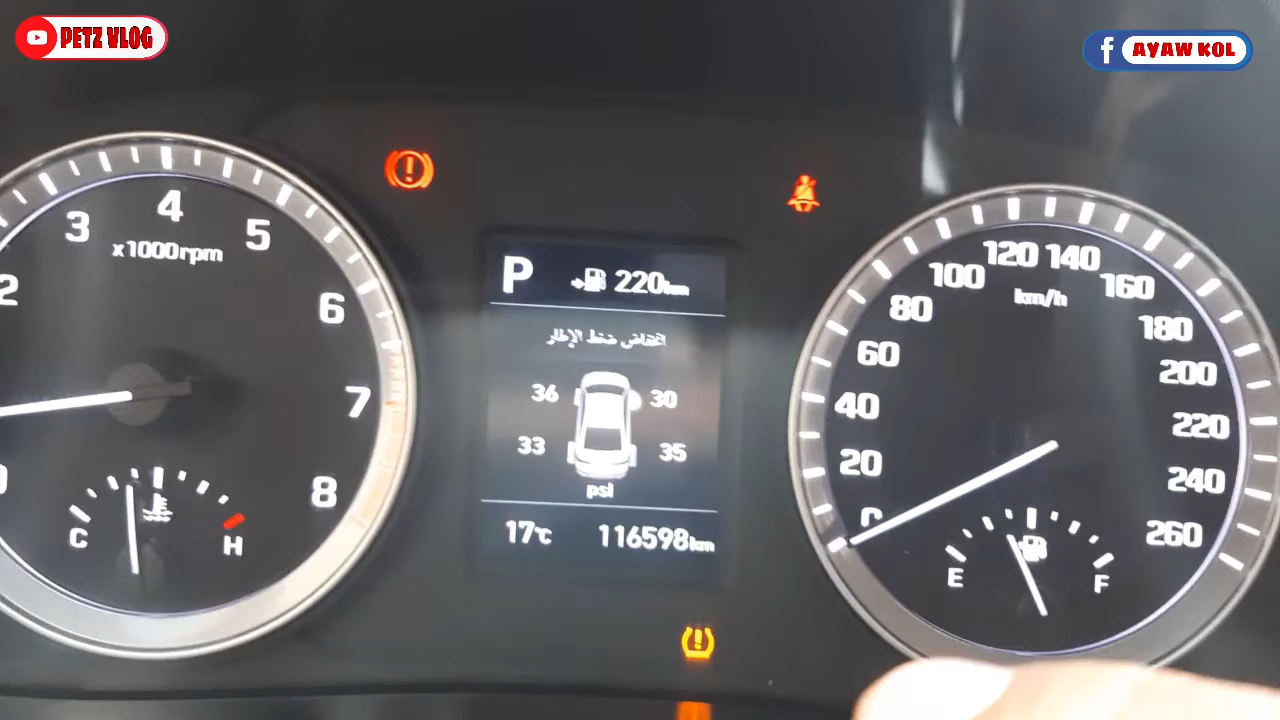 PETZ VLOG
AYAW KOL
2 3 4 5 6 7 8
x1000rpm
C H
P 220km
انخفاض ضغط الإطار
36 30
33 35
psi
17°C 116598km
0 20 40 60 80 100 120 140 160 180 200 220 240 260
km/h
E F